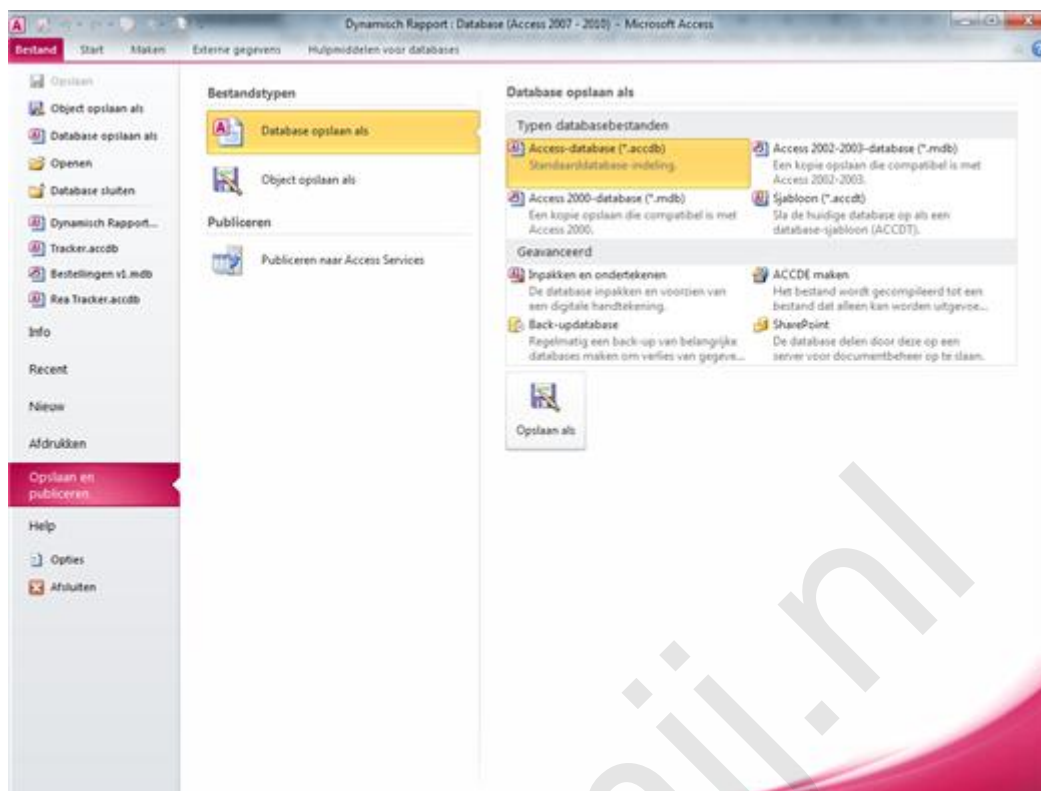 Dynamisch Rapport : Database (Access 2007 - 2010) - Microsoft Access
Bestand Start Maken Externe gegevens Hulpmiddelen voor databases
Opslaan
Object opslaan als
Database opslaan als
Openen
Database sluiten
Dynamisch Rapport...
Tracker.accdb
Bestellingen v1.mdb
Rea Tracker.accdb
Info
Recent
Nieuw
Afdrukken
Opslaan en
publiceren
Help
Opties
Afsluiten
Bestandstypen
Database opslaan als
Object opslaan als
Publiceren
Publiceren naar Access Services
Database opslaan als
Typen databasebestanden
Access-database (*.accdb)
Standaarddatabase-indeling.
Access 2002-2003-database (*.mdb)
Een kopie opslaan die compatibel is met
Access 2002-2003.
Access 2000-database (*.mdb)
Een kopie opslaan die compatibel is met
Access 2000.
Sjabloon (*.accdt)
Sla de huidige database op als een
database-sjabloon (ACCDT).
Geavanceerd
Inpakken en ondertekenen
De database inpakken en voorzien van
een digitale handtekening.
ACCDE maken
Het bestand wordt gecompileerd tot een
bestand dat alleen kan worden uitgevoe...
Back-updatabase
Regelmatig een back-up van belangrijke
databases maken om verlies van gegeve...
SharePoint
De database delen door deze op een
server voor documentbeheer op te slaan.
Opslaan als